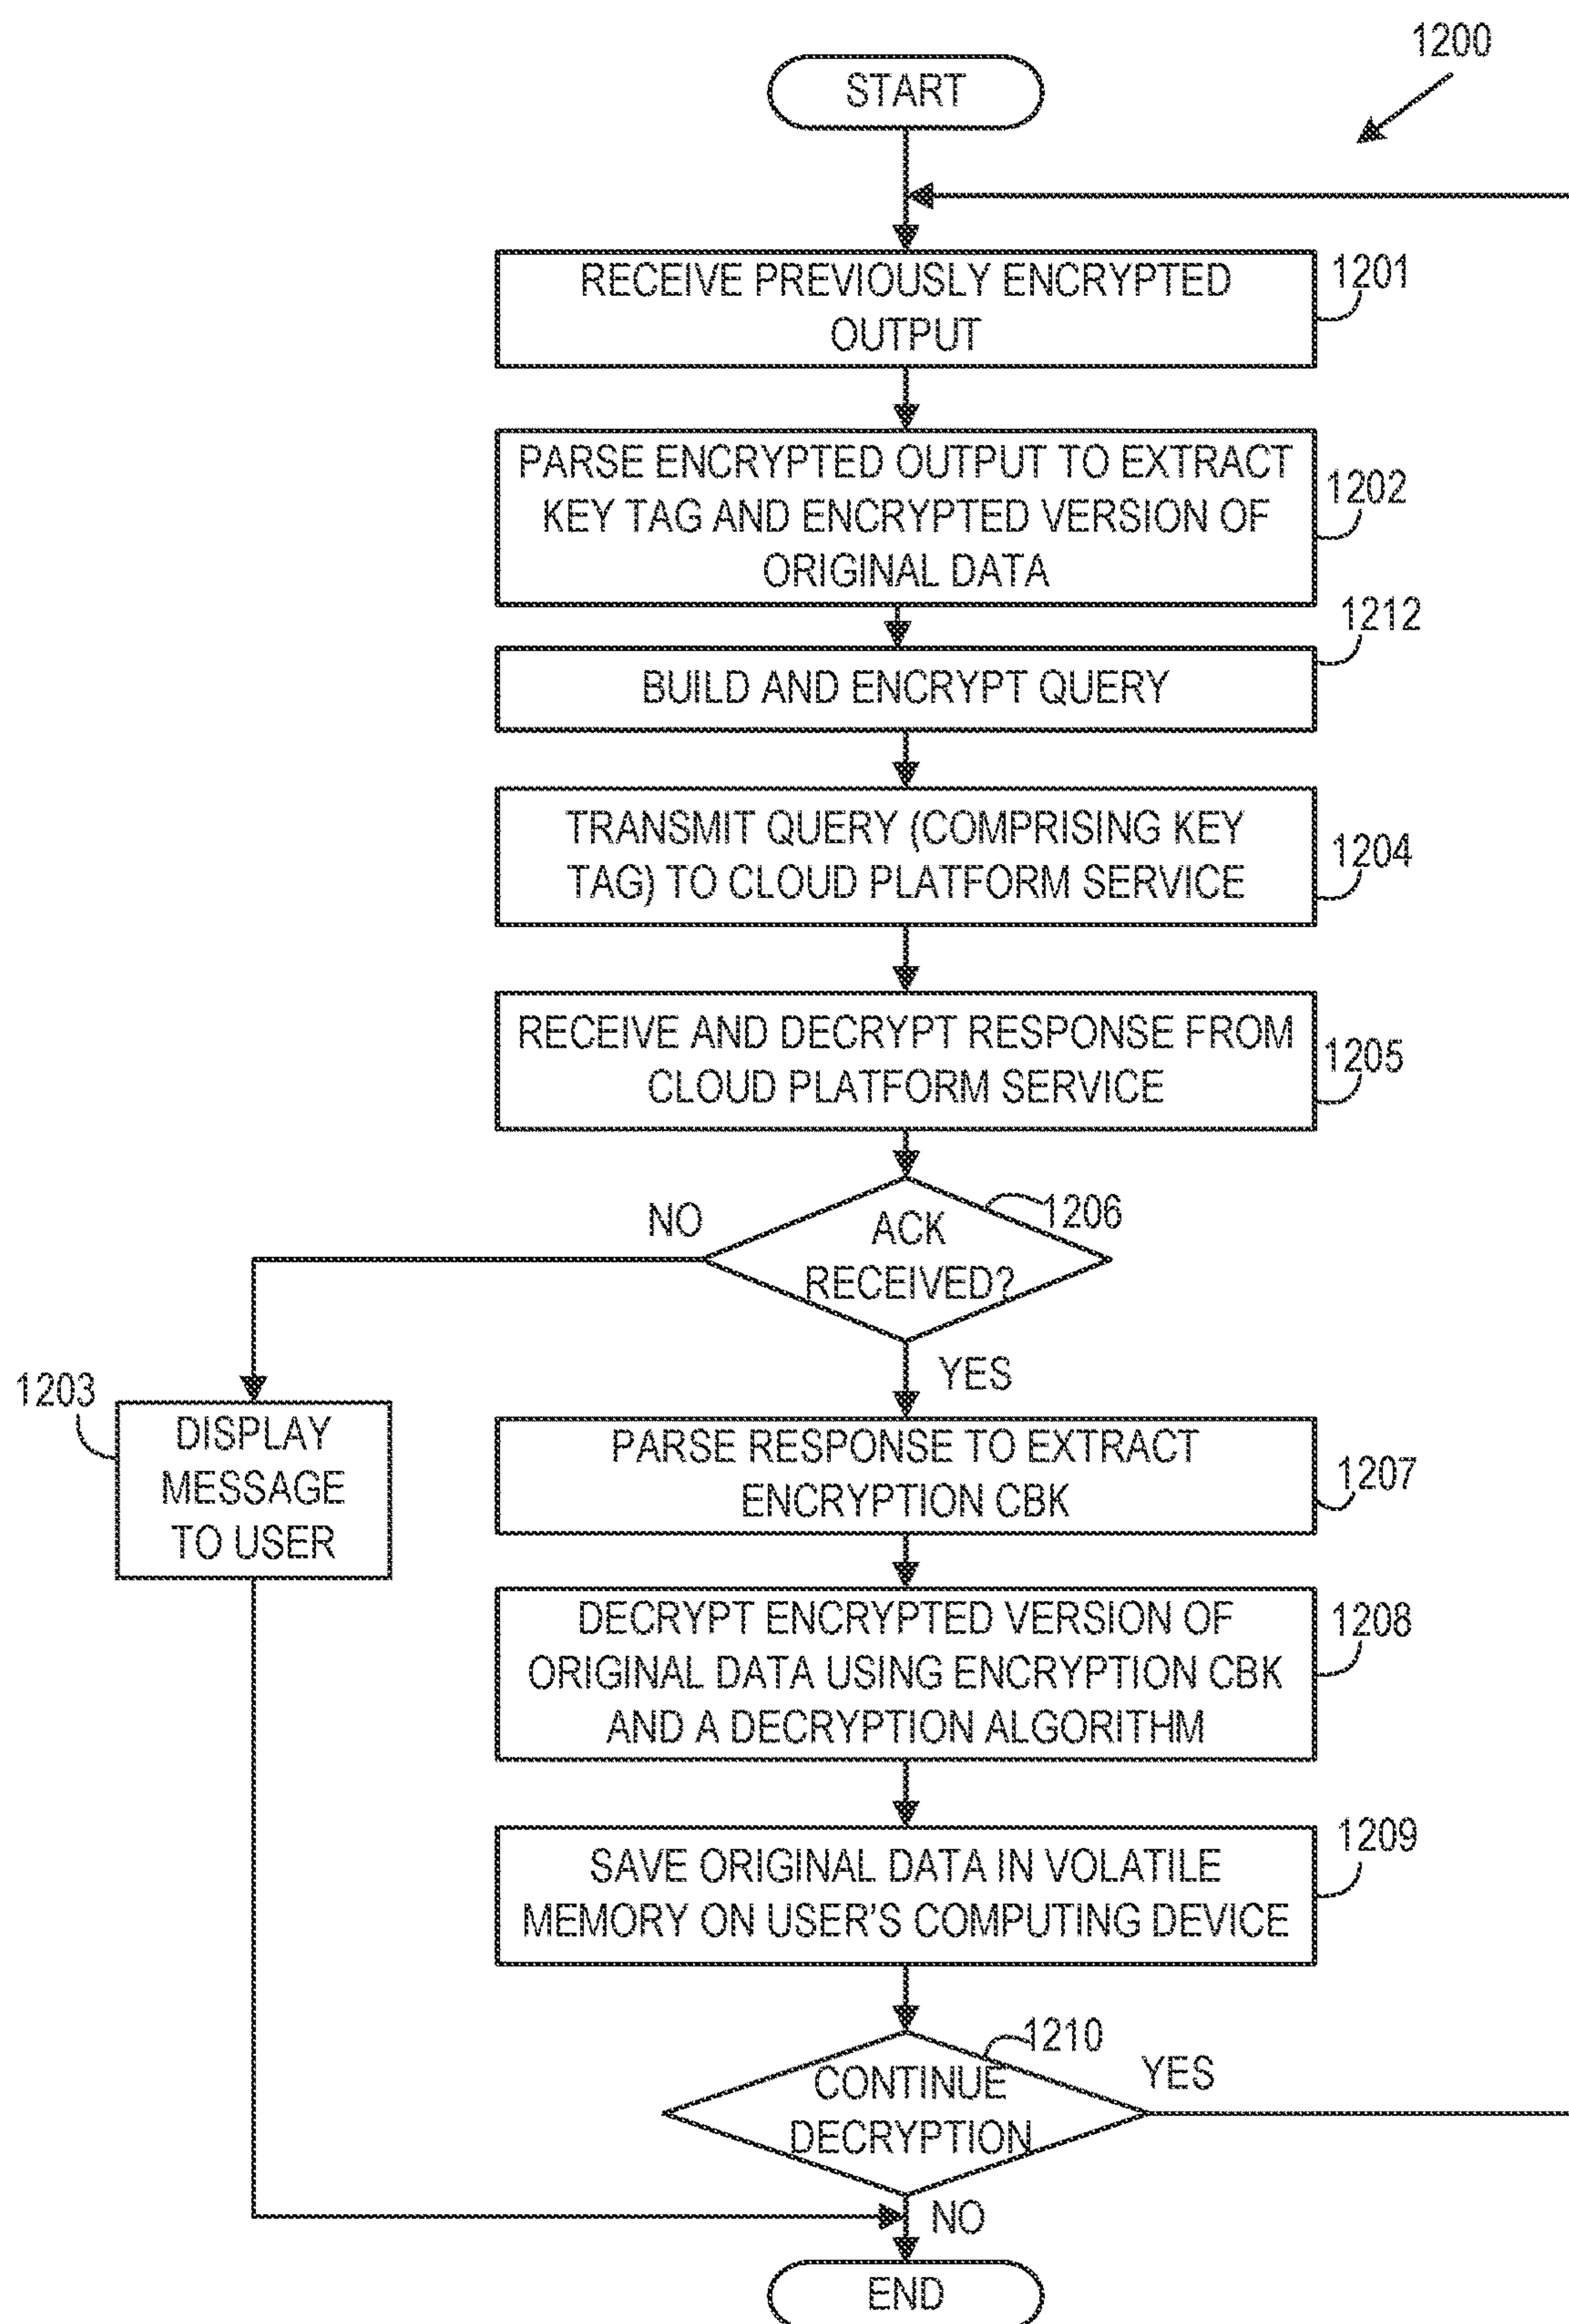 1200
START
RECEIVE PREVIOUSLY ENCRYPTED
OUTPUT
1201
PARSE ENCRYPTED OUTPUT TO EXTRACT
KEY TAG AND ENCRYPTED VERSION OF
ORIGINAL DATA
1202
1212
BUILD AND ENCRYPT QUERY
TRANSMIT QUERY (COMPRISING KEY
TAG) TO CLOUD PLATFORM SERVICE
1204
RECEIVE AND DECRYPT RESPONSE FROM
CLOUD PLATFORM SERVICE
1205
NO
ACK
RECEIVED?
1206
YES
1203
DISPLAY
MESSAGE
TO USER
PARSE RESPONSE TO EXTRACT
ENCRYPTION CBK
1207
DECRYPT ENCRYPTED VERSION OF
ORIGINAL DATA USING ENCRYPTION CBK
AND A DECRYPTION ALGORITHM
1208
SAVE ORIGINAL DATA IN VOLATILE
MEMORY ON USER'S COMPUTING DEVICE
1209
1210
CONTINUE
DECRYPTION
YES
NO
END